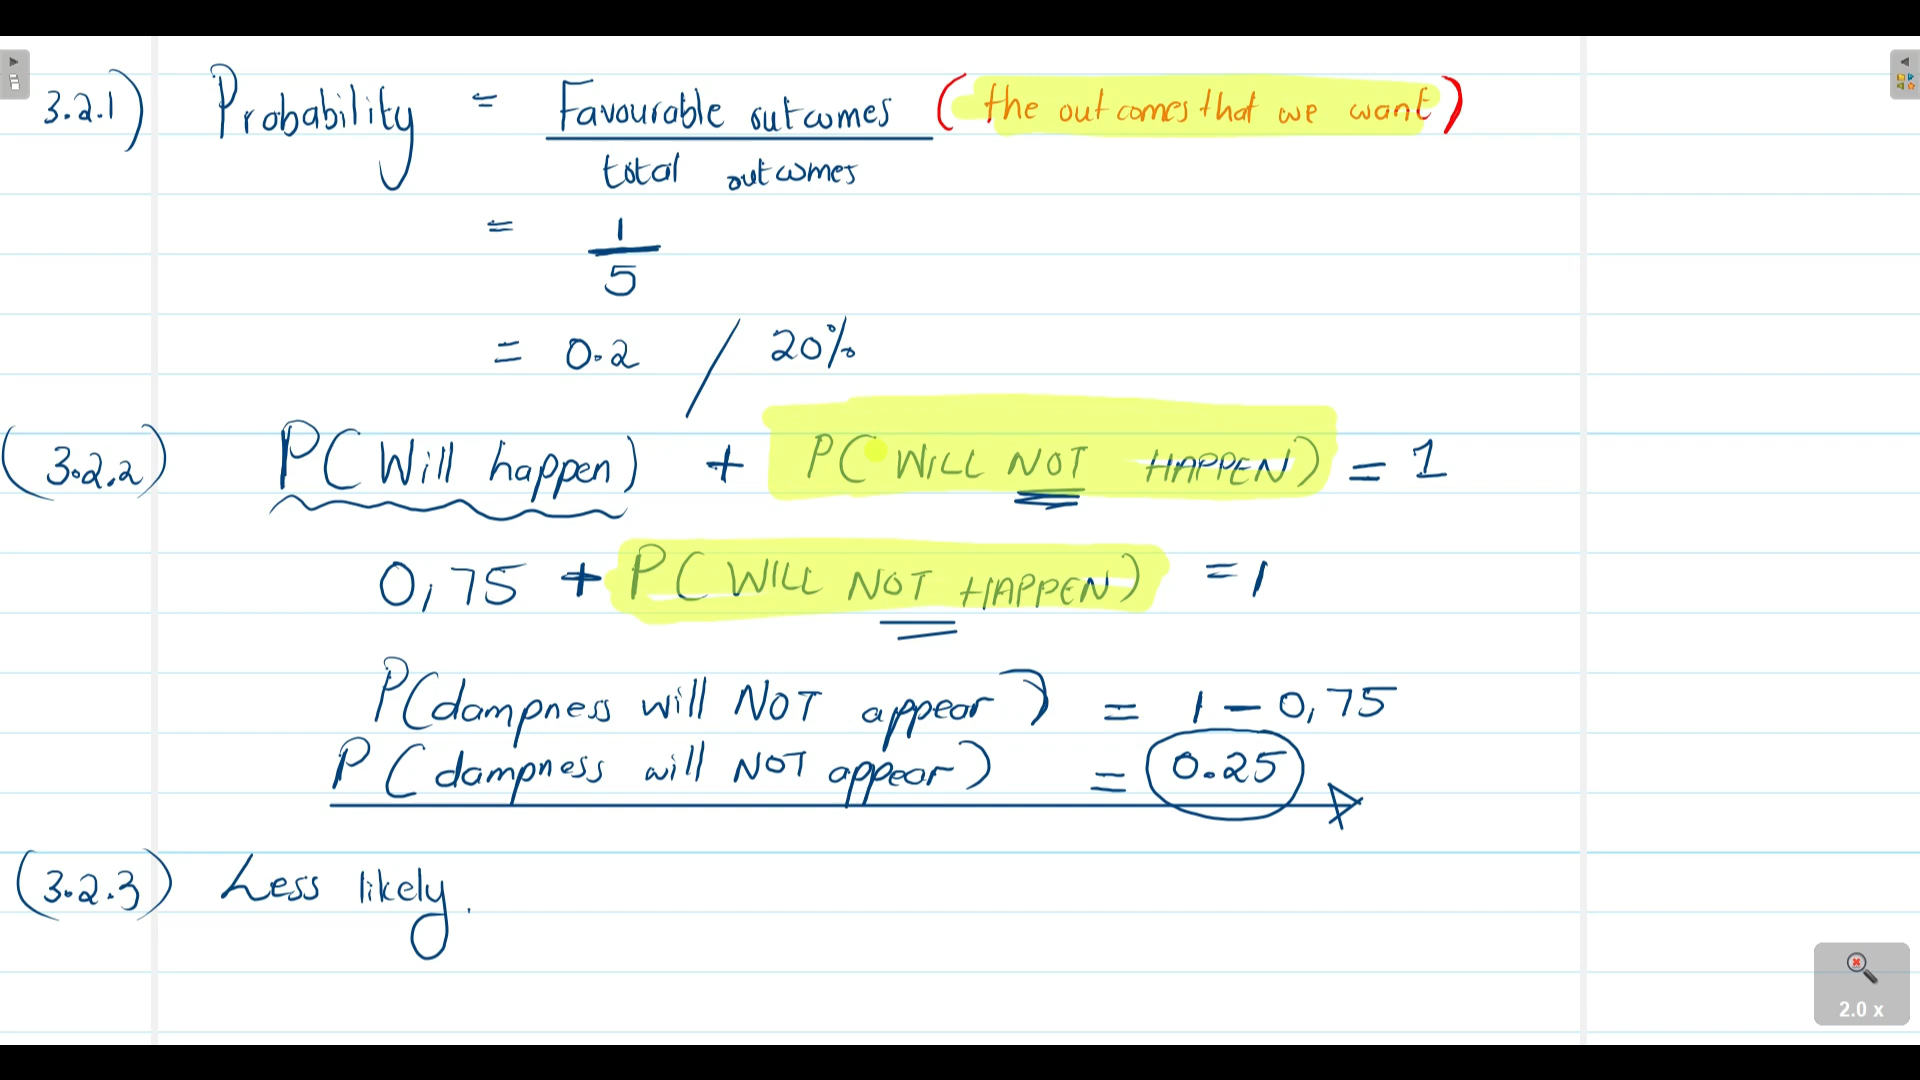 3.2.1) Probability = Favourable outcomes (the outcomes that we want)
total outcomes
= 1
5
= 0.2 / 20%
(3.2.2) P(Will happen) + P(WILL NOT HAPPEN) = 1
0,75 + P(WILL NOT HAPPEN) = 1
P(dampness will NOT appear) = 1 - 0,75
P(dampness will NOT appear) = 0.25
(3.2.3) Less likely.
2.0 x